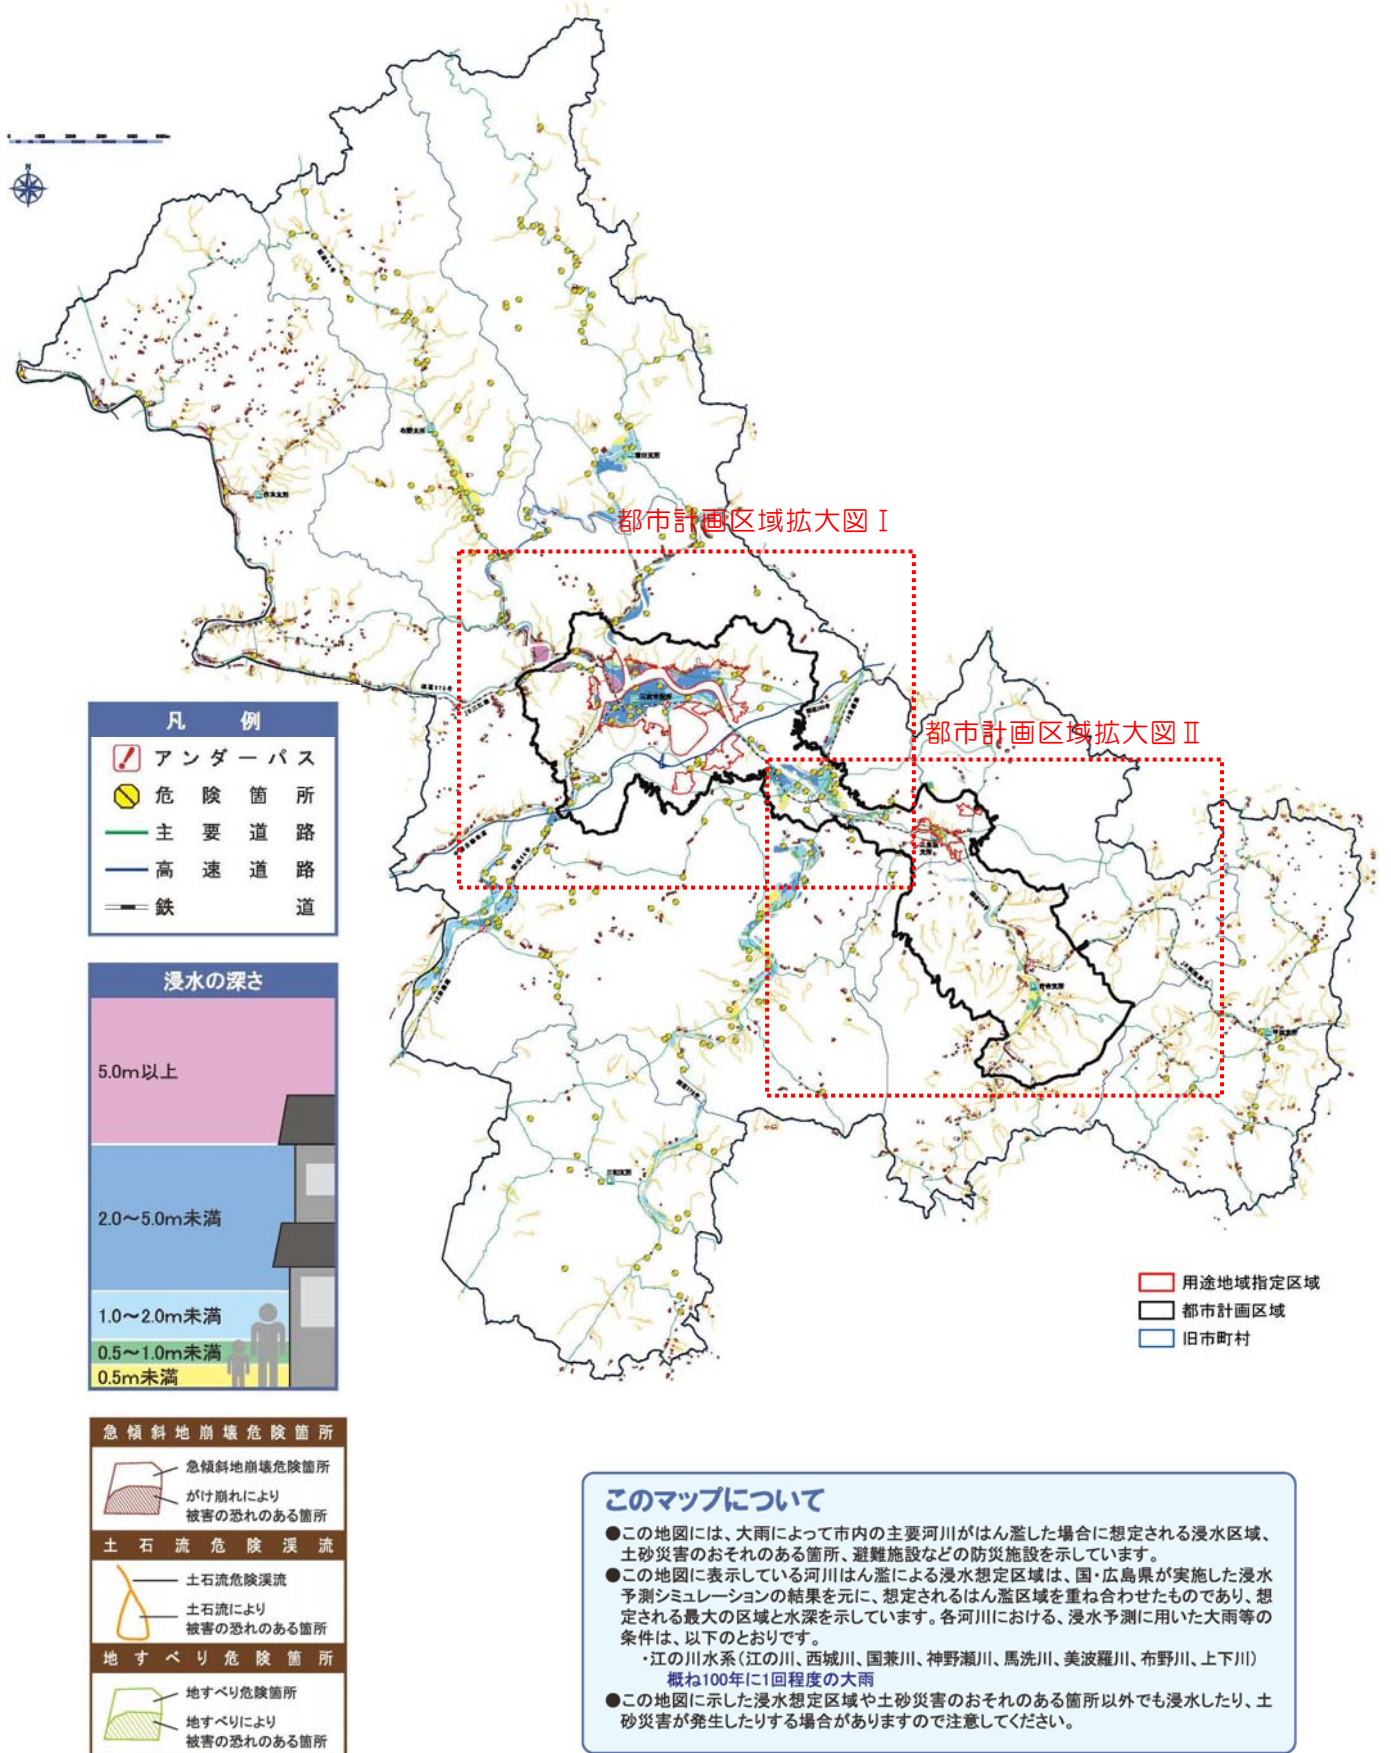 N
布野支所
作木支所
都市計画区域拡大図Ⅰ
都市計画区域拡大図Ⅱ
凡例
アンダーパス
危険箇所
主要道路
高速道路
鉄道
浸水の深さ
5.0m以上
2.0～5.0m未満
1.0～2.0m未満
0.5～1.0m未満
0.5m未満
用途地域指定区域
都市計画区域
旧市町村
急傾斜地崩壊危険箇所
急傾斜地崩壊危険箇所
がけ崩れにより
被害の恐れのある箇所
土石流危険渓流
土石流危険渓流
土石流により
被害の恐れのある箇所
地すべり危険箇所
地すべり危険箇所
地すべりにより
被害の恐れのある箇所
このマップについて
●この地図には、大雨によって市内の主要河川がはん濫した場合に想定される浸水区域、
土砂災害のおそれのある箇所、避難施設などの防災施設を示しています。
●この地図に表示している河川はん濫による浸水想定区域は、国・広島県が実施した浸水
予測シミュレーションの結果を元に、想定されるはん濫区域を重ね合わせたものであり、想
定される最大の区域と水深を示しています。各河川における、浸水予測に用いた大雨等の
条件は、以下のとおりです。
・江の川水系（江の川、西城川、国兼川、神野瀬川、馬洗川、美波羅川、布野川、上下川）
概ね100年に1回程度の大雨
●この地図に示した浸水想定区域や土砂災害のおそれのある箇所以外でも浸水したり、土
砂災害が発生したりする場合がありますので注意してください。